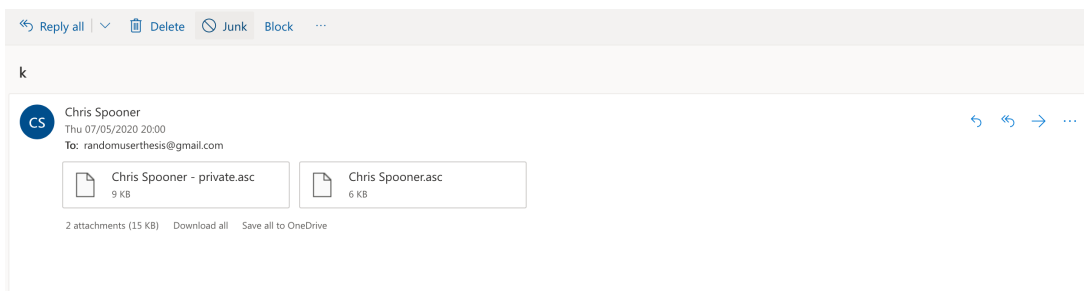 Reply all Delete Junk Block ...
k
CS
Chris Spooner
Thu 07/05/2020 20:00
To: randomuserthesis@gmail.com
Chris Spooner - private.asc
9 KB
Chris Spooner.asc
6 KB
2 attachments (15 KB) Download all Save all to OneDrive